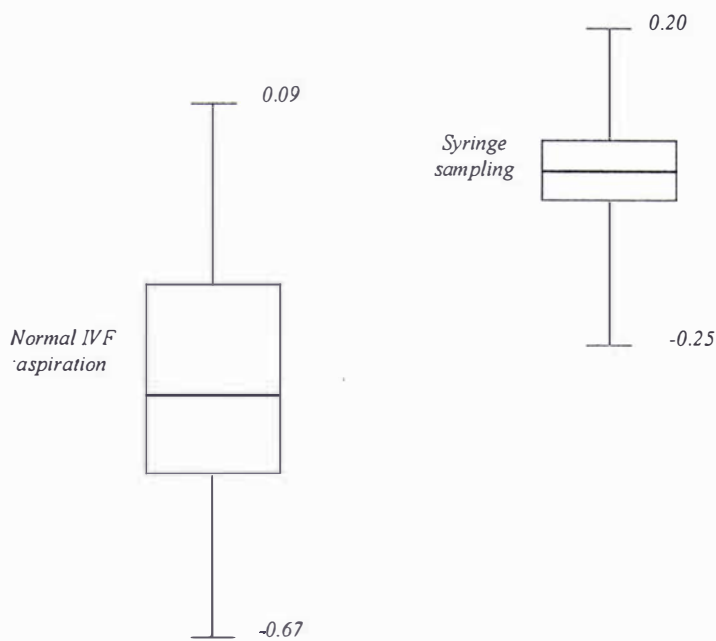 0.20
0.09
Syringe
sampling
Normal IVF
aspiration
-0.25
-0.67